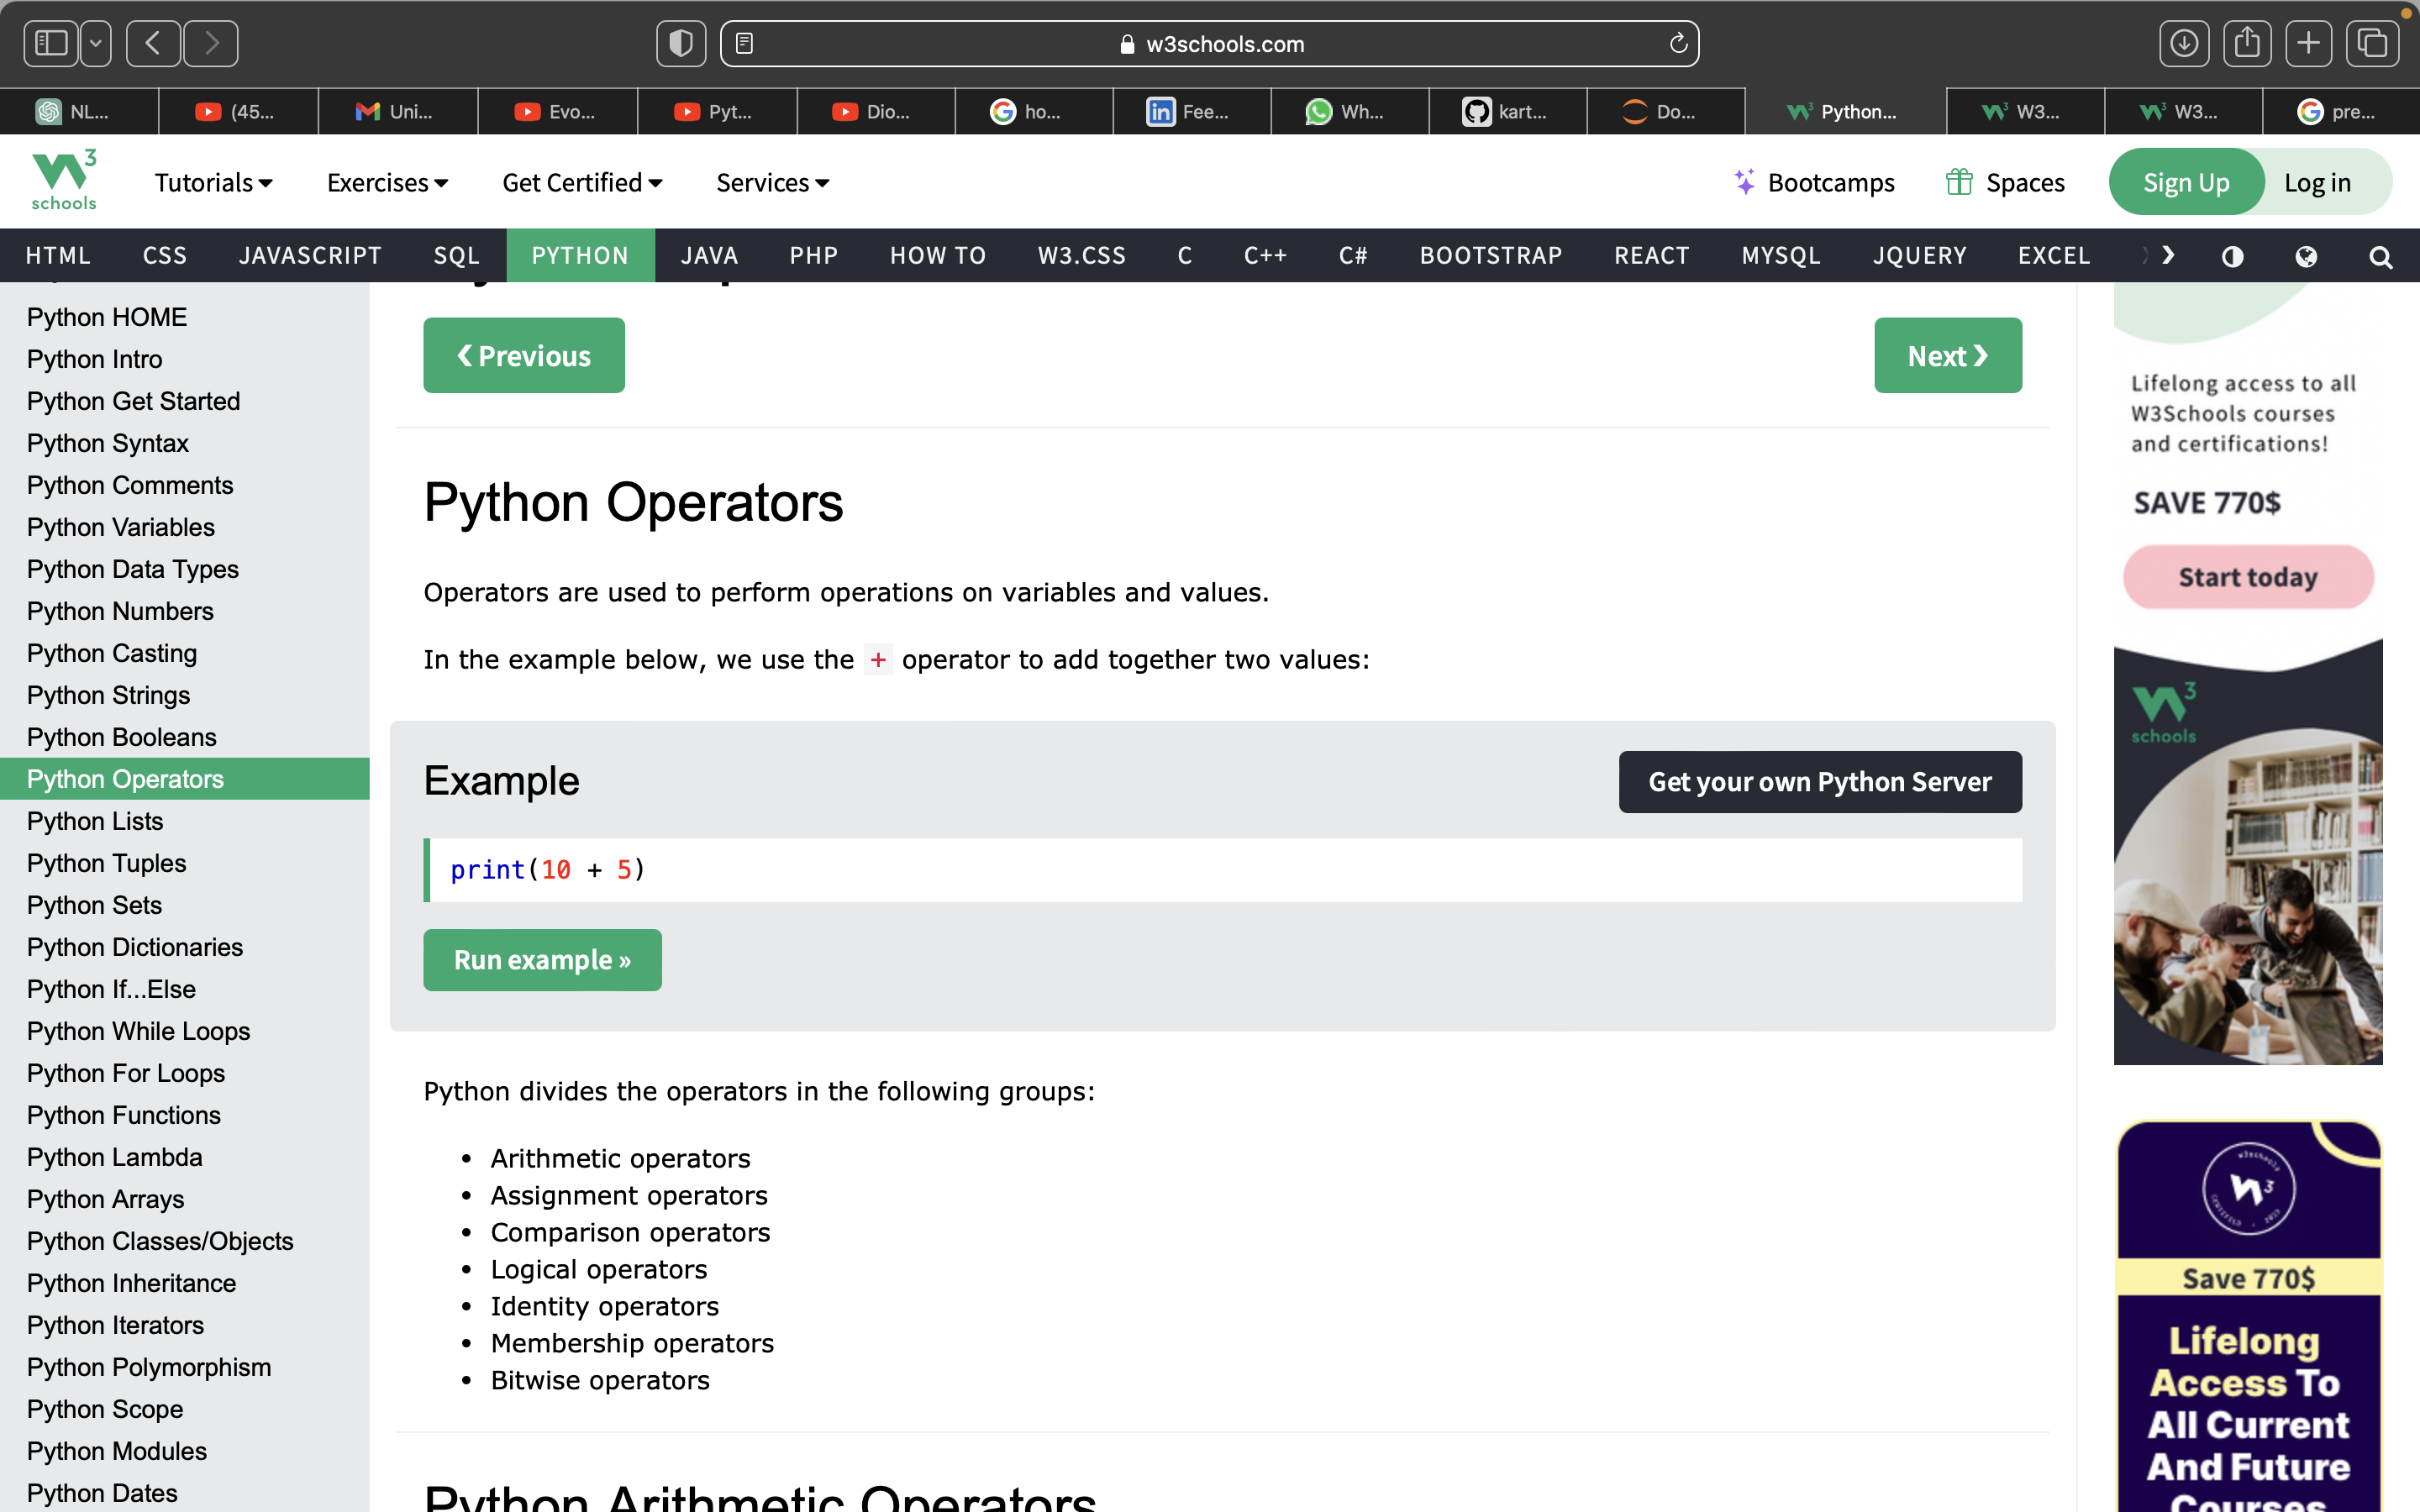 w3schools.com
NL...
(45...
Uni...
Evo...
Pyt...
Dio...
ho...
Fee...
Wh...
kart...
Do...
Python...
W3...
W3...
pre...
3
schools
Tutorials
Exercises
Get Certified
Services
Bootcamps
Spaces
Sign Up
Log in
HTML
CSS
JAVASCRIPT
SQL
PYTHON
JAVA
PHP
HOW TO
W3.CSS
C
C++
C#
BOOTSTRAP
REACT
MYSQL
JQUERY
EXCEL
Python HOME
Python Intro
Python Get Started
Python Syntax
Python Comments
Python Variables
Python Data Types
Python Numbers
Python Casting
Python Strings
Python Booleans
Python Operators
Python Lists
Python Tuples
Python Sets
Python Dictionaries
Python If...Else
Python While Loops
Python For Loops
Python Functions
Python Lambda
Python Arrays
Python Classes/Objects
Python Inheritance
Python Iterators
Python Polymorphism
Python Scope
Python Modules
Python Dates
❮ Previous
Next ❯
Python Operators
Operators are used to perform operations on variables and values.
In the example below, we use the + operator to add together two values:
Example
Get your own Python Server
print(10 + 5)
Run example »
Python divides the operators in the following groups:
• Arithmetic operators
• Assignment operators
• Comparison operators
• Logical operators
• Identity operators
• Membership operators
• Bitwise operators
Python Arithmetic Operators
Lifelong access to all
W3Schools courses
and certifications!
SAVE 770$
Start today
3
schools
w3schools
CERTIFIED
3
Save 770$
Lifelong
Access To
All Current
And Future
Courses